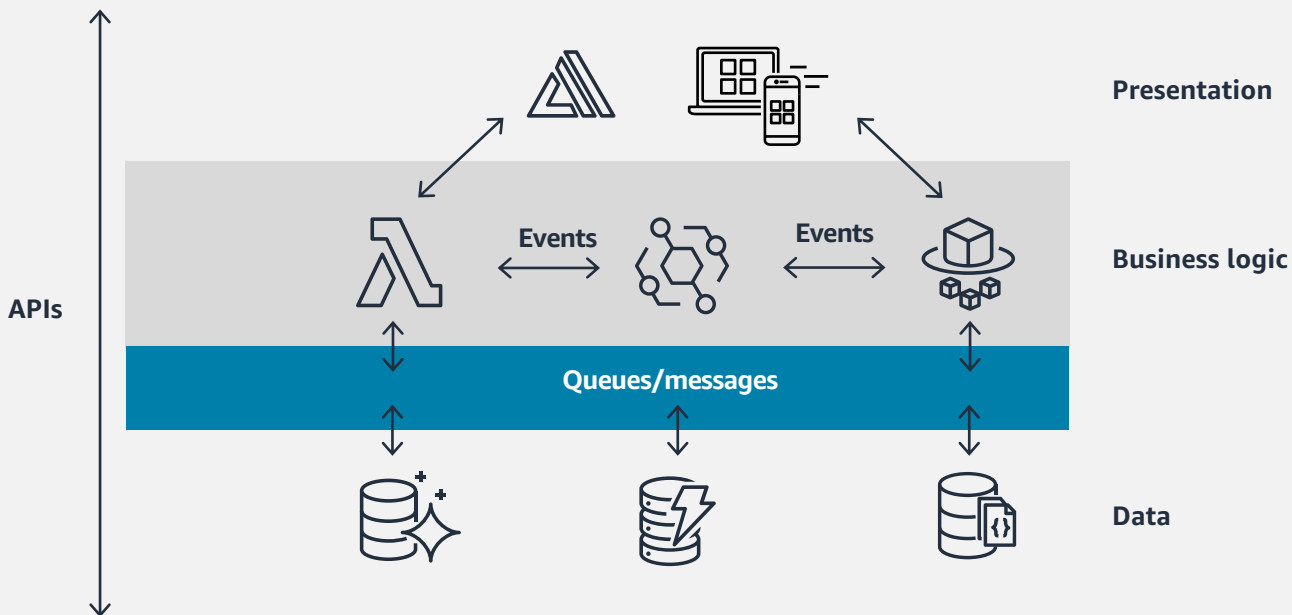 Presentation
Events
Events
Business logic
APIs
Queues/messages
{}
Data